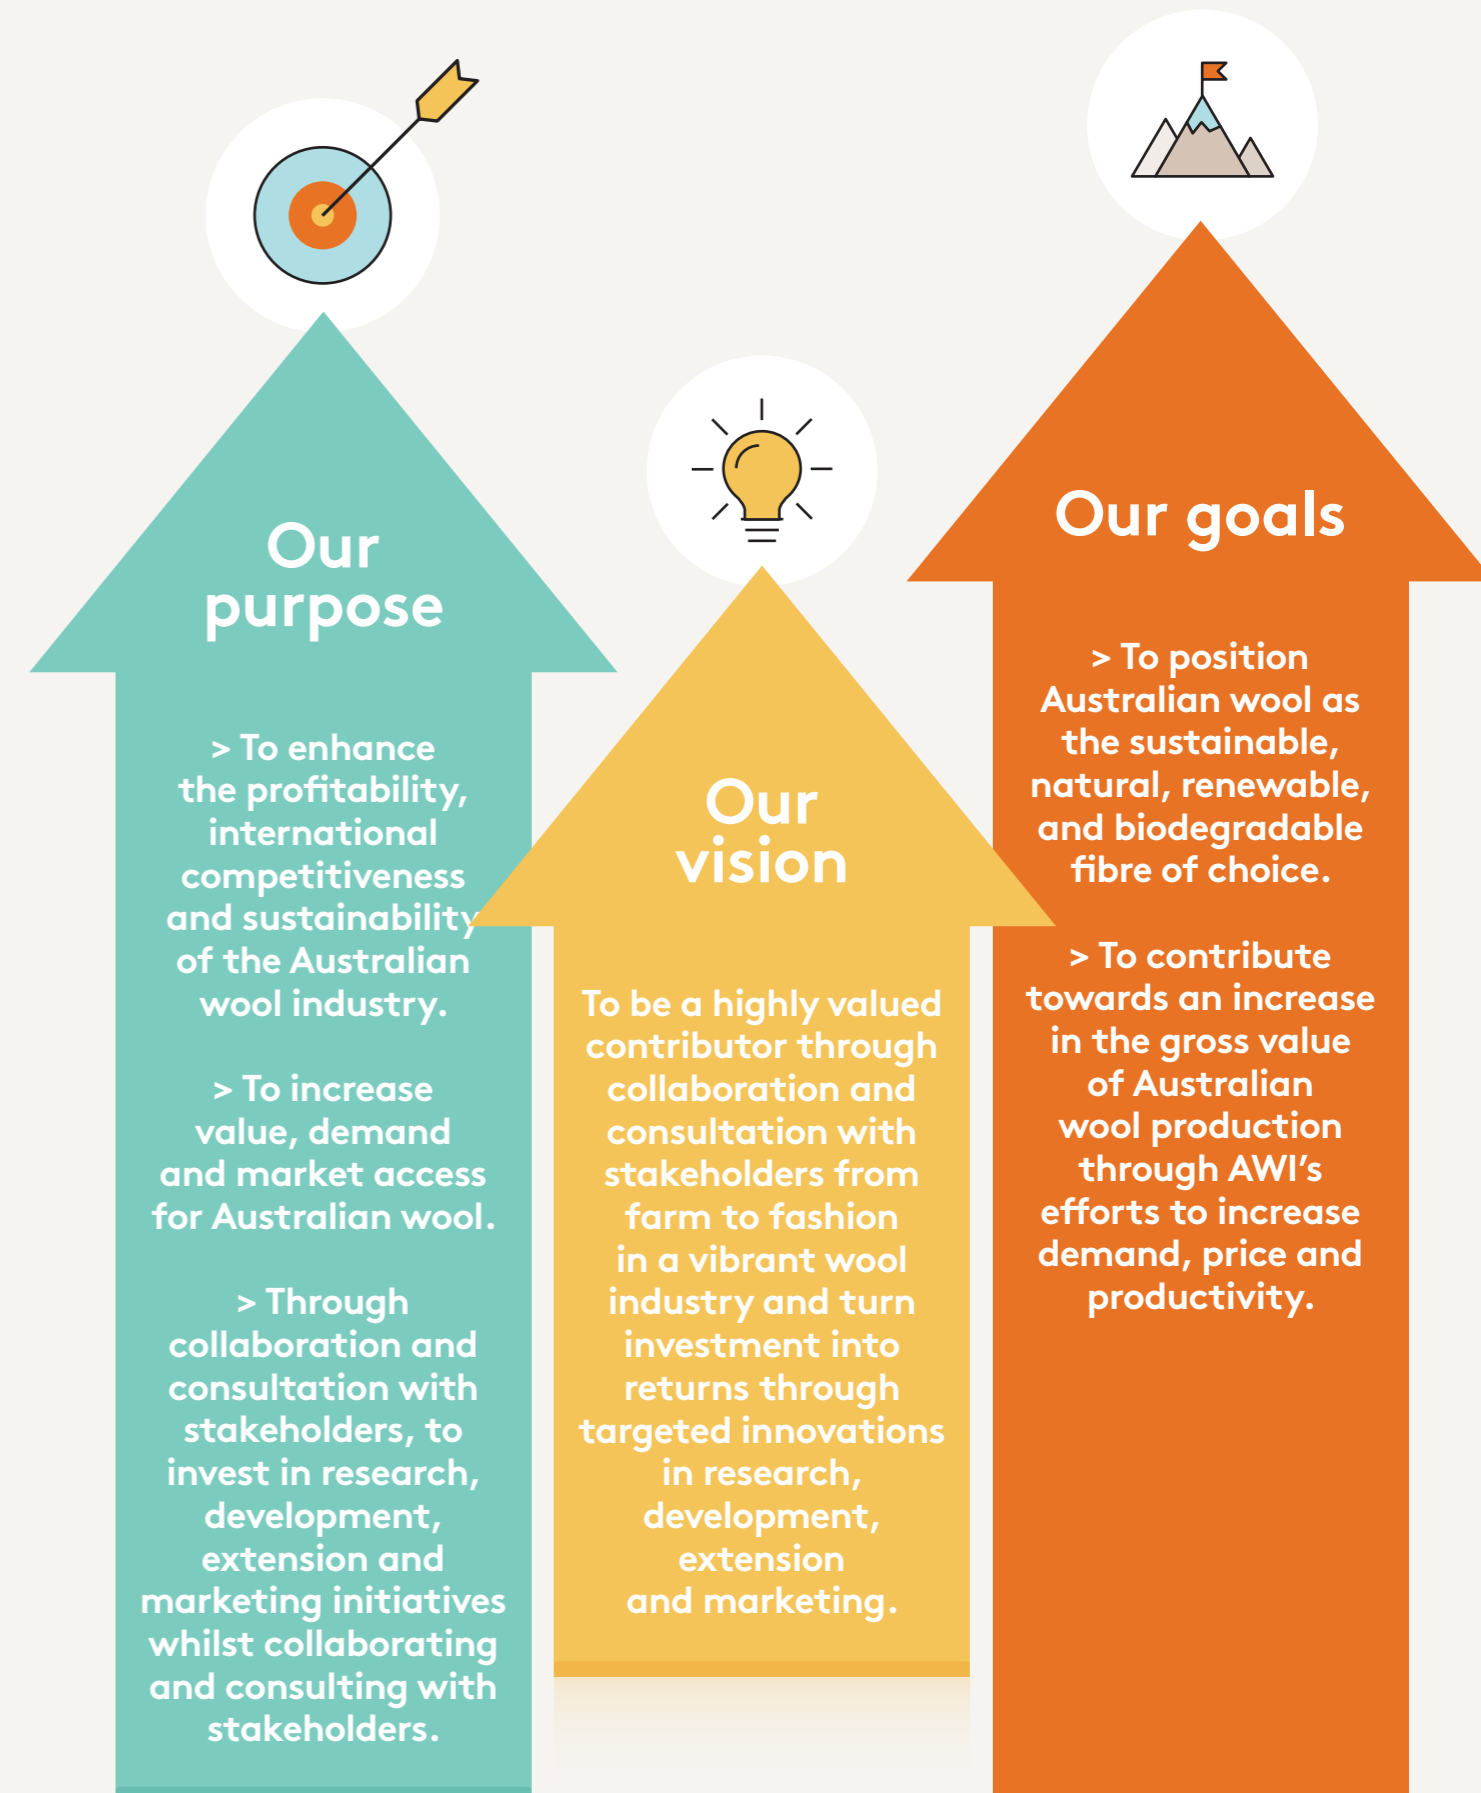 Our
purpose
> To enhance
the profitability,
international
competitiveness
and sustainability
of the Australian
wool industry.
> To increase
value, demand
and market access
for Australian wool.
> Through
collaboration and
consultation with
stakeholders, to
invest in research,
development,
extension and
marketing initiatives
whilst collaborating
and consulting with
stakeholders.
Our
vision
To be a highly valued
contributor through
collaboration and
consultation with
stakeholders from
farm to fashion
in a vibrant wool
industry and turn
investment into
returns through
targeted innovations
in research,
development,
extension
and marketing.
Our goals
> To position
Australian wool as
the sustainable,
natural, renewable,
and biodegradable
fibre of choice.
> To contribute
towards an increase
in the gross value
of Australian
wool production
through AWI’s
efforts to increase
demand, price and
productivity.